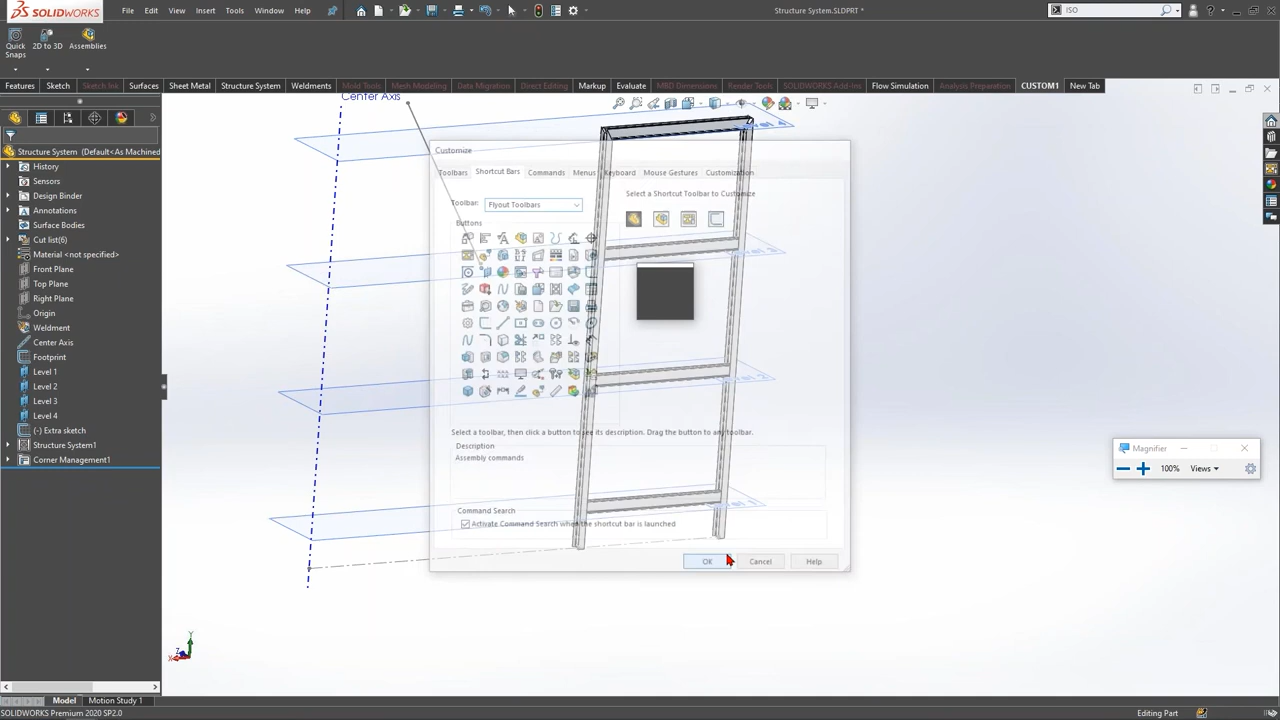 SOLIDWORKS File Edit View Insert Tools Window Help Structure System.SLDPRT * ISO
Quick Snaps 2D to 3D Assemblies
Features Sketch Sketch Ink Surfaces Sheet Metal Structure System Weldments Mold Tools Mesh Modeling Data Migration Direct Editing Markup Evaluate MBD Dimensions Render Tools SOLIDWORKS Add-Ins Flow Simulation Analysis Preparation CUSTOM1 New Tab
Center Axis
Structure System (Default<As Machined
History
Sensors
Design Binder
Annotations
Surface Bodies
Cut list(6)
Material <not specified>
Front Plane
Top Plane
Right Plane
Origin
Weldment
Center Axis
Footprint
Level 1
Level 2
Level 3
Level 4
(-) Extra sketch
Structure System1
Corner Management1
Customize
Toolbars Shortcut Bars Commands Menus Keyboard Mouse Gestures Customization
Select a Shortcut Toolbar to Customize
Toolbar: Flyout Toolbars
Buttons
Select a toolbar, then click a button to see its description. Drag the button to any toolbar.
Description
Assembly commands
Command Search
Activate Command Search when the shortcut bar is launched
OK Cancel Help
Magnifier
100% Views
Y
X
Z
Model Motion Study 1
SOLIDWORKS Premium 2020 SP2.0 Editing Part